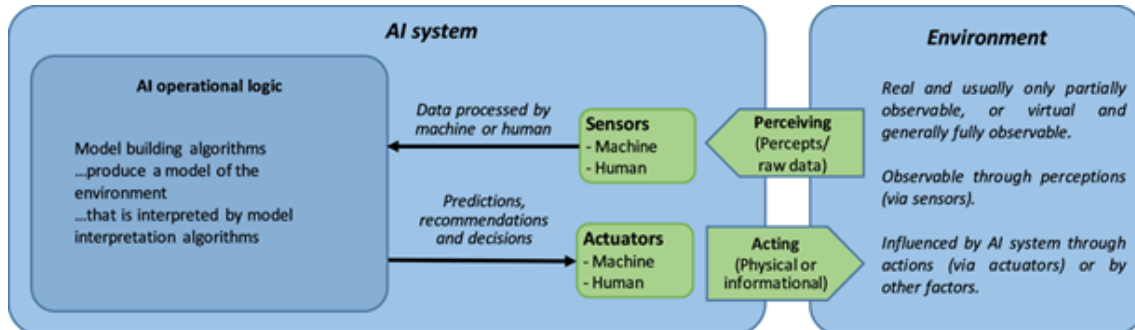 AI system
AI operational logic
Model building algorithms
...produce a model of the
environment
...that is interpreted by model
interpretation algorithms
Data processed by
machine or human
Predictions,
recommendations
and decisions
Sensors
- Machine
- Human
Actuators
- Machine
- Human
Perceiving
(Percepts/
raw data)
Acting
(Physical or
informational)
Environment
Real and usually only partially
observable, or virtual and
generally fully observable.
Observable through perceptions
(via sensors).
Influenced by AI system through
actions (via actuators) or by
other factors.